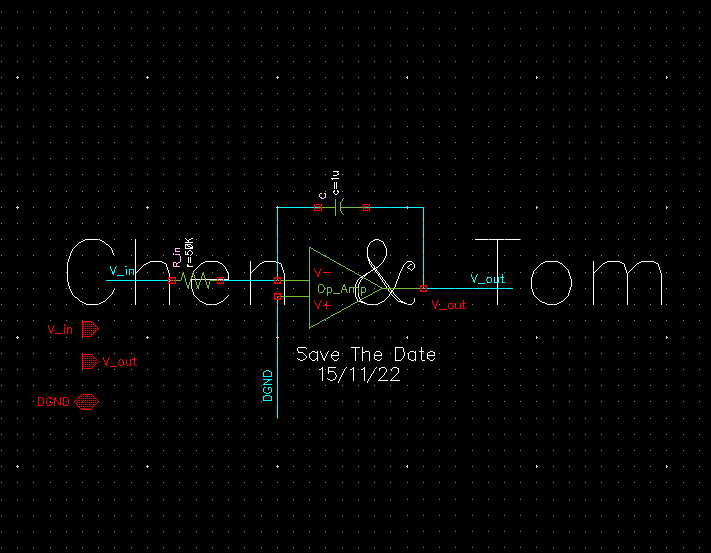 C
c=1u
Chen & Tom
R_in
r=50K
V_in
V-
Op_Amp
V+
V_out
V_out
V_in
V_out
DGND
Save The Date
15/11/22
DGND